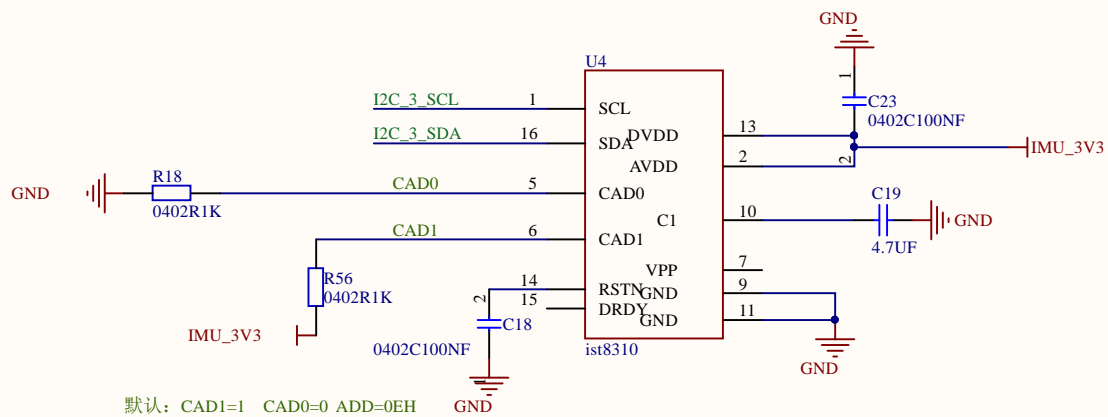 GND
U4
1
I2C_3_SCL
1
SCL
C23
0402C100NF
I2C_3_SDA
16
SDA
DVDD
13
IMU_3V3
AVDD
2
2
R18
GND
CAD0
5
CAD0
0402R1K
C19
C1
10
GND
4.7UF
CAD1
6
CAD1
VPP
7
R56
0402R1K
14
RSTN
GND
9
2
15
DRDY
GND
11
C18
IMU_3V3
0402C100NF
ist8310
GND
1
默认：CAD1=1 CAD0=0 ADD=0EH
GND